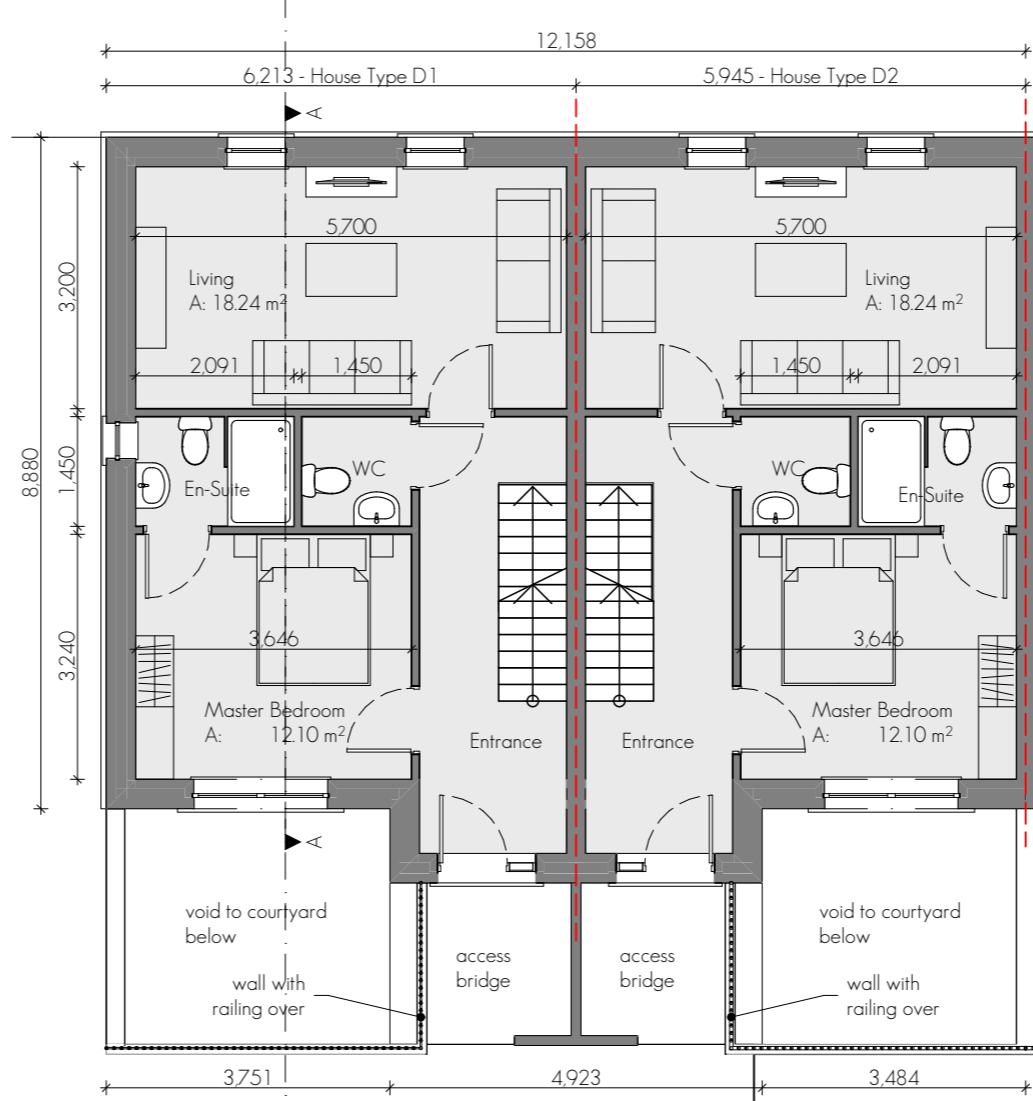 12,158
6,213 - House Type D1
5,945 - House Type D2
A
5,700
5,700
3,200
Living
A: 18.24 m²
Living
A: 18.24 m²
2,091
1,450
1,450
2,091
8,880
1,450
WC
WC
En-Suite
En-Suite
3,240
3,646
3,646
Master Bedroom
A: 12.10 m²
Master Bedroom
A: 12.10 m²
Entrance
Entrance
A
void to courtyard
below
void to courtyard
below
access
bridge
access
bridge
wall with
railing over
wall with
railing over
3,751
4,923
3,484